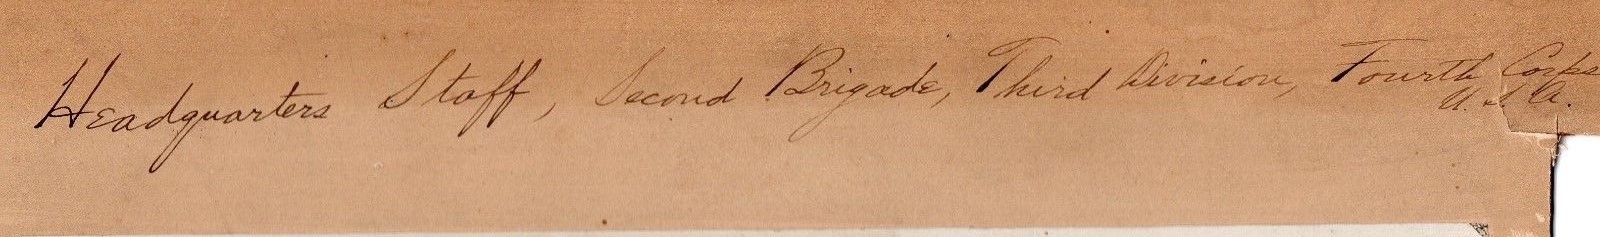 Headquarters Staff, Second Brigade, Third Division, Fourth Corps
U.S.A.